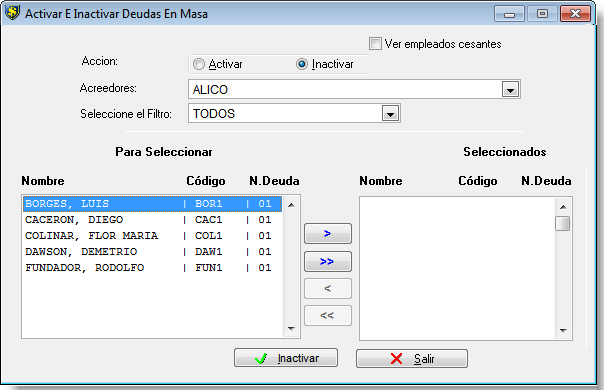 Activar E Inactivar Deudas En Masa
Ver empleados cesantes
Accion: Activar Inactivar
Acreedores: ALICO
Seleccione el Filtro: TODOS
Para Seleccionar Seleccionados
Nombre Código N.Deuda Nombre Código N.Deuda
BORGES, LUIS | BOR1 | 01
CACERON, DIEGO | CAC1 | 01
COLINAR, FLOR MARIA | COL1 | 01
DAWSON, DEMETRIO | DAW1 | 01
FUNDADOR, RODOLFO | FUN1 | 01
>
>>
<
<<
Inactivar Salir